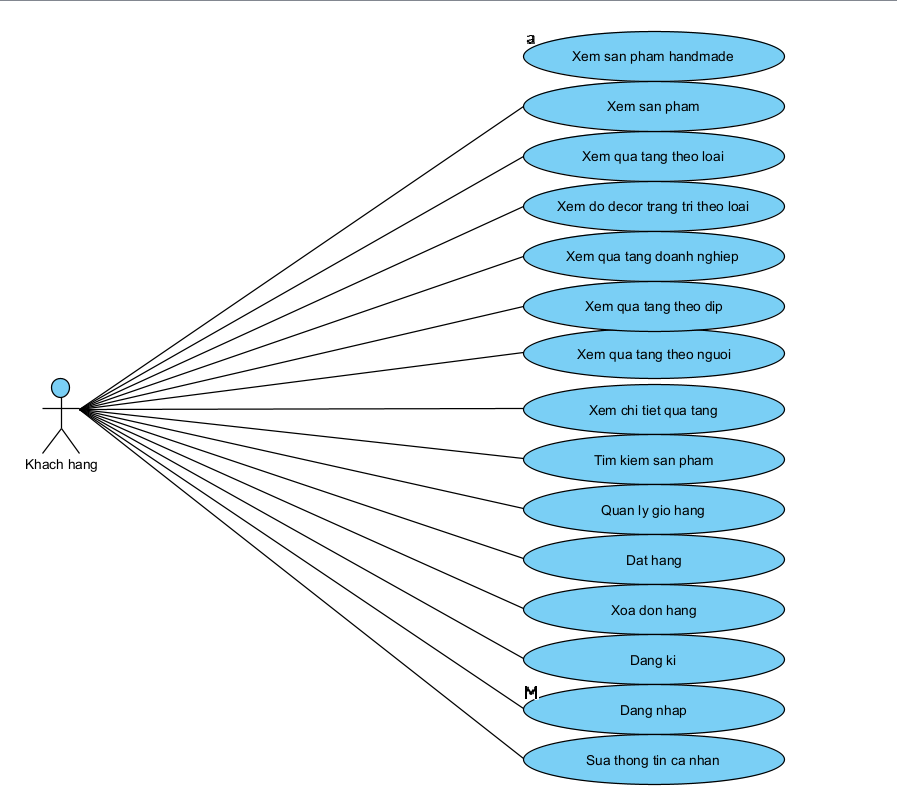 a
Xem san pham handmade
Xem san pham
Xem qua tang theo loai
Xem do decor trang tri theo loai
Xem qua tang doanh nghiep
Xem qua tang theo dip
Xem qua tang theo nguoi
Khach hang
Xem chi tiet qua tang
Tim kiem san pham
Quan ly gio hang
Dat hang
Xoa don hang
Dang ki
M
Dang nhap
Sua thong tin ca nhan